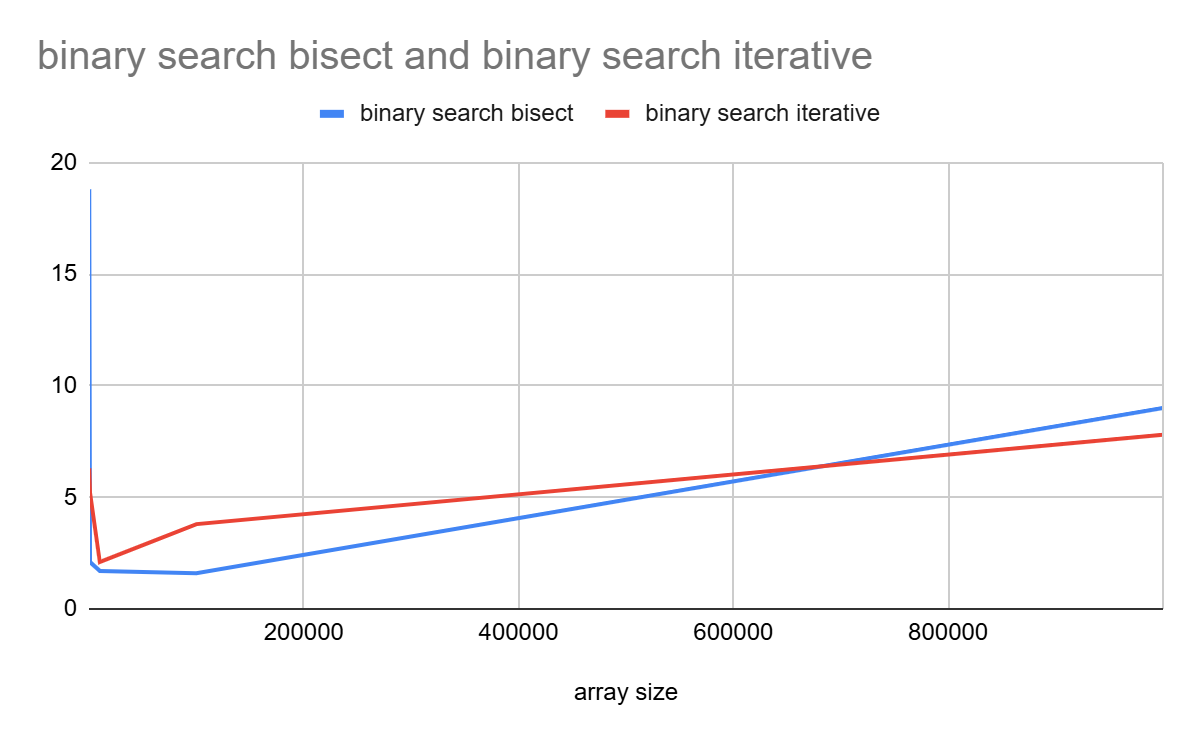 binary search bisect and binary search iterative
binary search bisect binary search iterative
20
15
10
5
0
200000 400000 600000 800000
array size